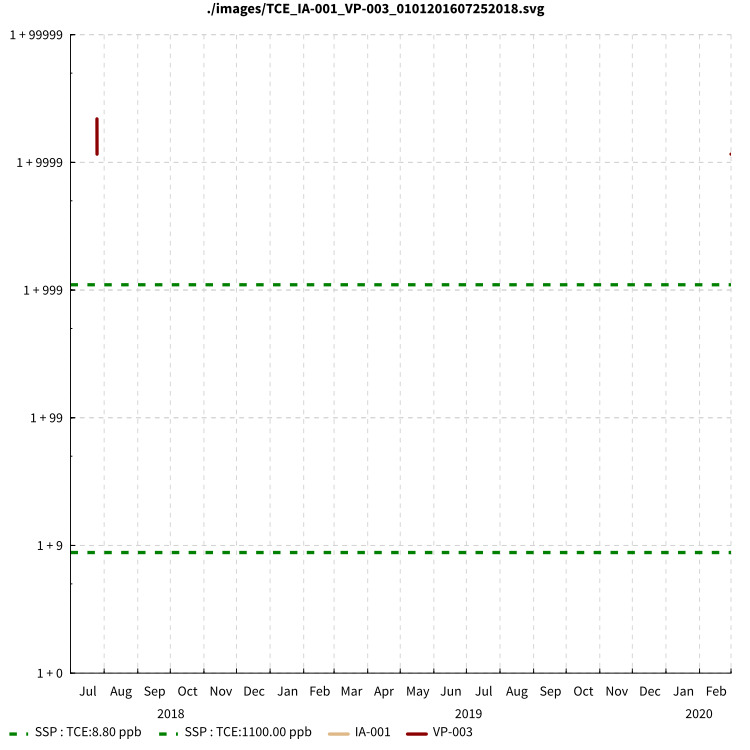 ./images/TCE_IA-001_VP-003_0101201607252018.svg
1 + 99999
1 + 9999
1 + 999
1 + 99
1 + 9
1 + 0
Jul Aug Sep Oct Nov Dec Jan Feb Mar Apr May Jun Jul Aug Sep Oct Nov Dec Jan Feb
2018 2019 2020
SSP : TCE:8.80 ppb SSP : TCE:1100.00 ppb IA-001 VP-003